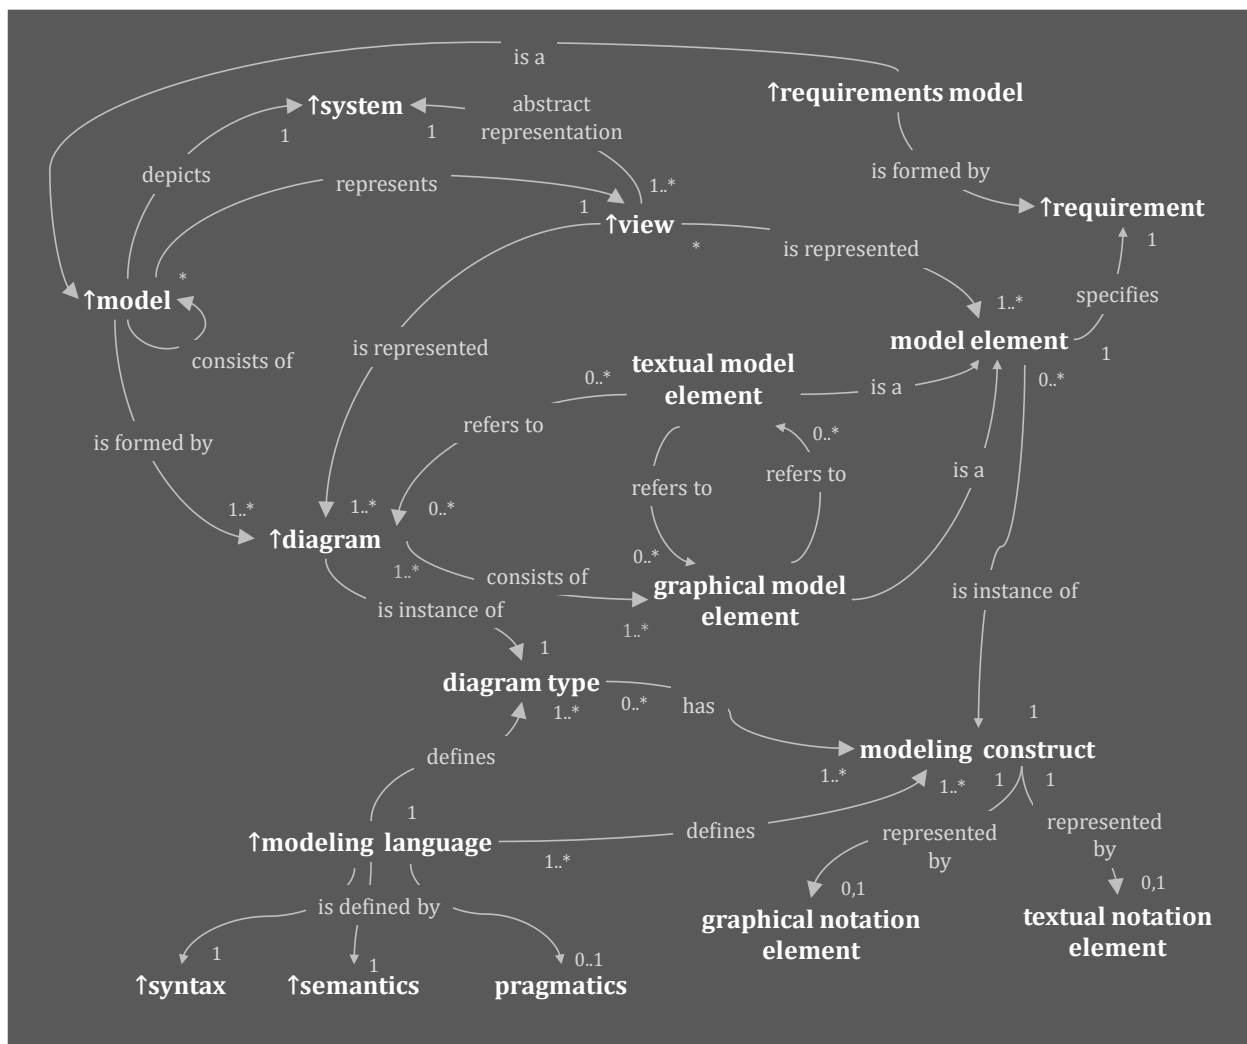 is a
↑requirements model
↑system
abstract
representation
1
1
depicts
represents
is formed by
1..*
1
↑view
↑requirement
*
is represented
1
*
↑model
1..*
specifies
consists of
is represented
model element
1
textual model
element
0..*
is a
0..*
refers to
0..*
is formed by
refers to
refers to
is a
1..*
1..*
0..*
↑diagram
0..*
1..*
consists of
graphical model
element
is instance of
is instance of
1..*
1
diagram type
1..*
0..*
has
1
modeling construct
defines
1..*
1..*
1
1
1
↑modeling language
1..*
defines
represented
by
represented
by
is defined by
0,1
0,1
graphical notation
element
textual notation
element
1
1
0..1
↑syntax
↑semantics
pragmatics